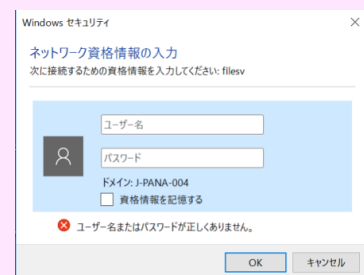 Windows セキュリティ
ネットワーク資格情報の入力
次に接続するための資格情報を入力してください: filesv
ユーザー名
パスワード
ドメイン: J-PANA-004
資格情報を記憶する
ユーザー名またはパスワードが正しくありません。
OK
キャンセル